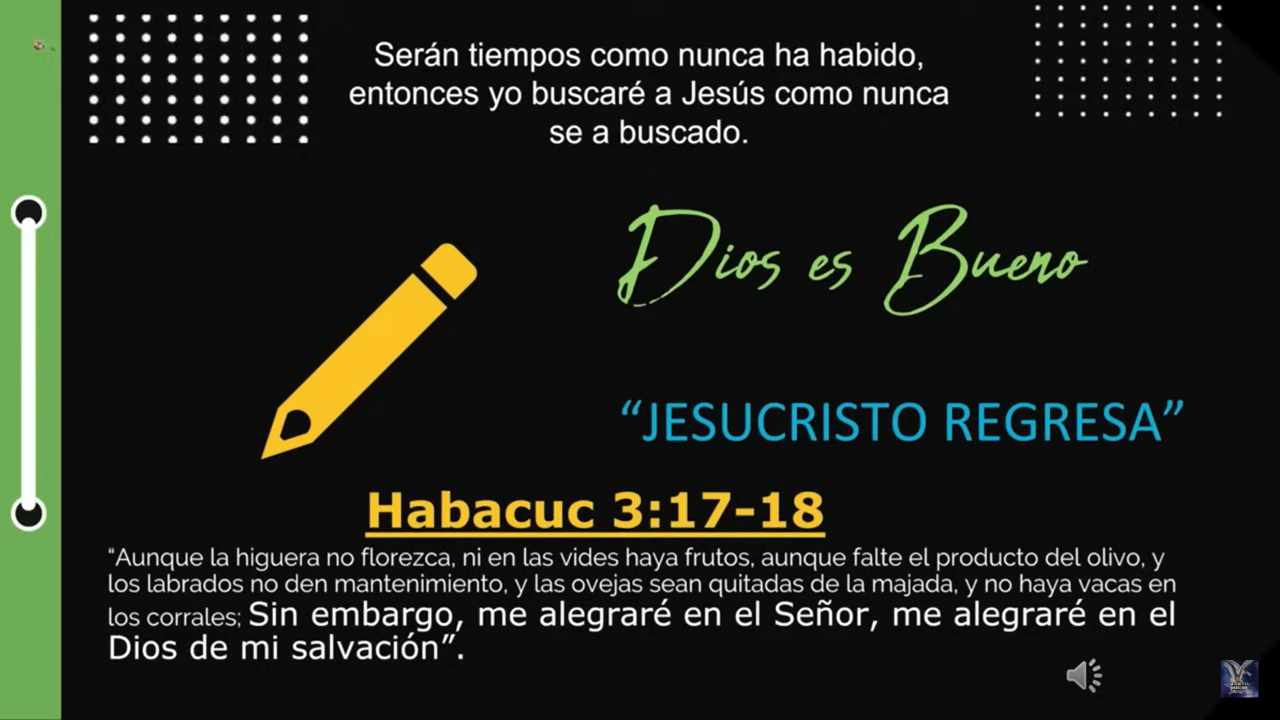 Serán tiempos como nunca ha habido,
entonces yo buscaré a Jesús como nunca
se a buscado.
Dios es Bueno
“JESUCRISTO REGRESA”
Habacuc 3:17-18
“Aunque la higuera no florezca, ni en las vides haya frutos, aunque falte el producto del olivo, y
los labrados no den mantenimiento, y las ovejas sean quitadas de la majada, y no haya vacas en
los corrales; Sin embargo, me alegraré en el Señor, me alegraré en el
Dios de mi salvación”.